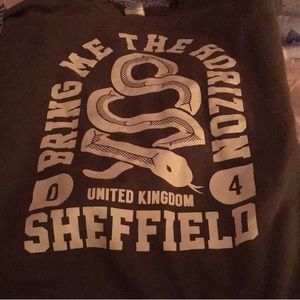 BRING ME THE HORIZON
0 4
UNITED KINGDOM
SHEFFIELD